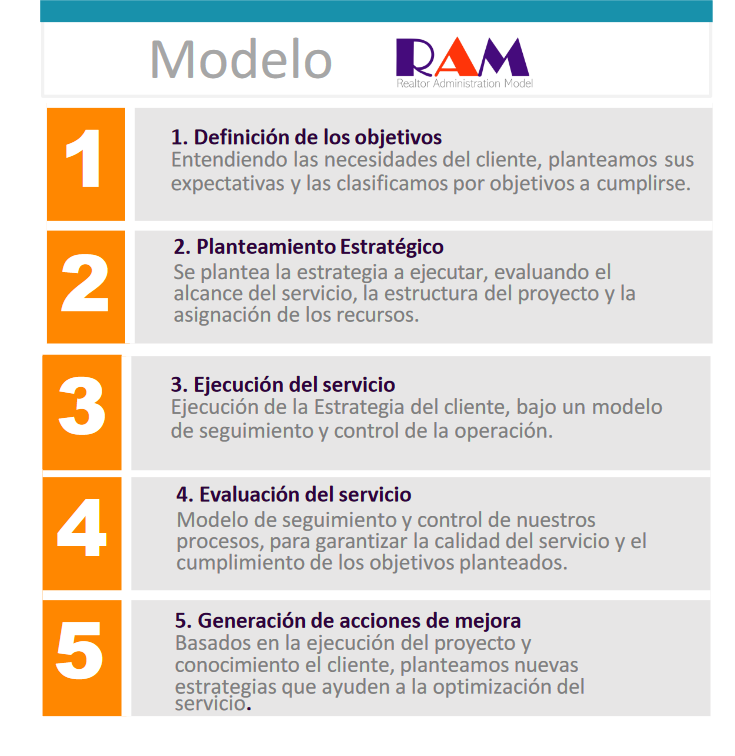 Modelo RAM
Realtor Administration Model
1
1. Definición de los objetivos
Entendiendo las necesidades del cliente, planteamos sus
expectativas y las clasificamos por objetivos a cumplirse.
2
2. Planteamiento Estratégico
Se plantea la estrategia a ejecutar, evaluando el
alcance del servicio, la estructura del proyecto y la
asignación de los recursos.
3
3. Ejecución del servicio
Ejecución de la Estrategia del cliente, bajo un modelo
de seguimiento y control de la operación.
4
4. Evaluación del servicio
Modelo de seguimiento y control de nuestros
procesos, para garantizar la calidad del servicio y el
cumplimiento de los objetivos planteados.
5
5. Generación de acciones de mejora
Basados en la ejecución del proyecto y
conocimiento el cliente, planteamos nuevas
estrategias que ayuden a la optimización del
servicio.